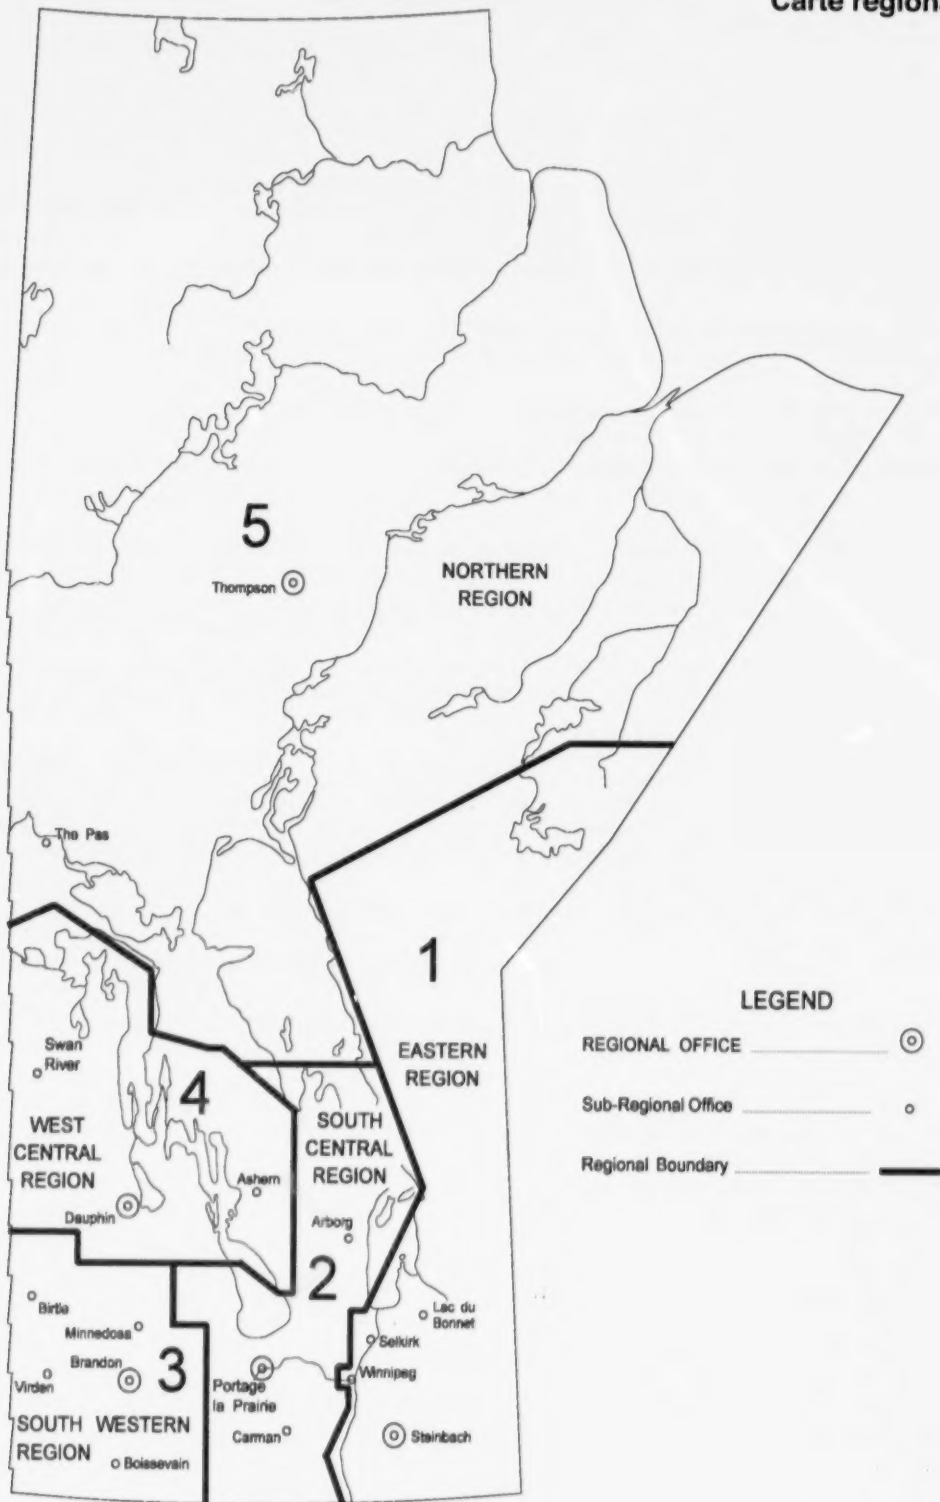 Carte région
5
Thompson
NORTHERN
REGION
The Pas
1
EASTERN
REGION
LEGEND
REGIONAL OFFICE
Sub-Regional Office
Regional Boundary
Swan
River
4
WEST
CENTRAL
REGION
SOUTH
CENTRAL
REGION
Ashern
Dauphin
Arborg
2
Birtle
Minnedosa
Brandon
3
Virden
SOUTH WESTERN
REGION
Boissevain
Portage
la Prairie
Carman
Lac du
Bonnet
Selkirk
Winnipeg
Steinbach